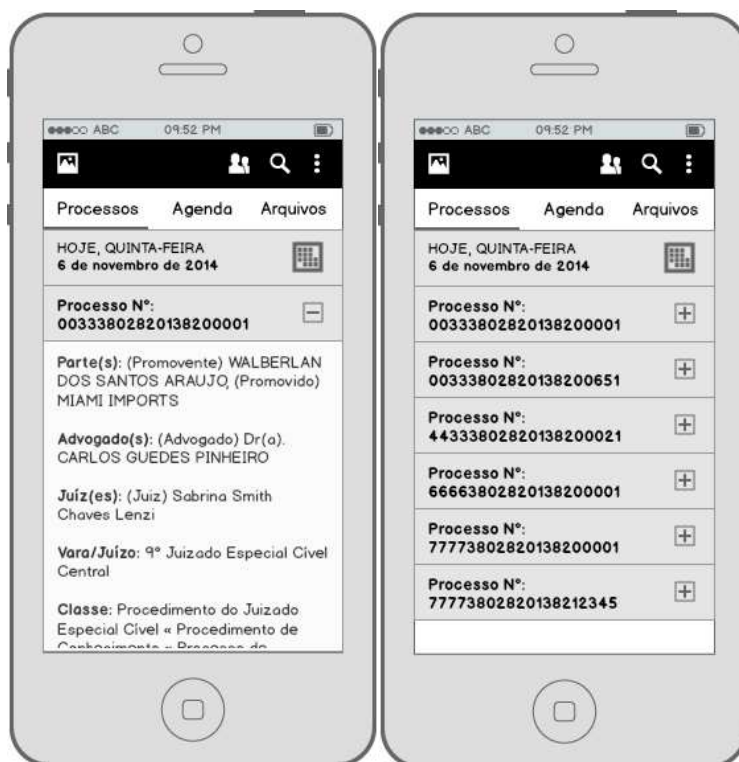 ABC 09:52 PM
Processos Agenda Arquivos
HOJE, QUINTA-FEIRA
6 de novembro de 2014
Processo Nº:
00333802820138200001
Parte(s): (Promovente) WALBERLAN
DOS SANTOS ARAUJO, (Promovido)
MIAMI IMPORTS
Advogado(s): (Advogado) Dr(a).
CARLOS GUEDES PINHEIRO
Juíz(es): (Juiz) Sabrina Smith
Chaves Lenzi
Vara/Juízo: 9º Juizado Especial Cível
Central
Classe: Procedimento do Juizado
Especial Cível « Procedimento de
Conhecimento « Processo de
ABC 09:52 PM
Processos Agenda Arquivos
HOJE, QUINTA-FEIRA
6 de novembro de 2014
Processo Nº:
00333802820138200001
Processo Nº:
00333802820138200651
Processo Nº:
44333802820138200021
Processo Nº:
66663802820138200001
Processo Nº:
77773802820138200001
Processo Nº:
77773802820138212345